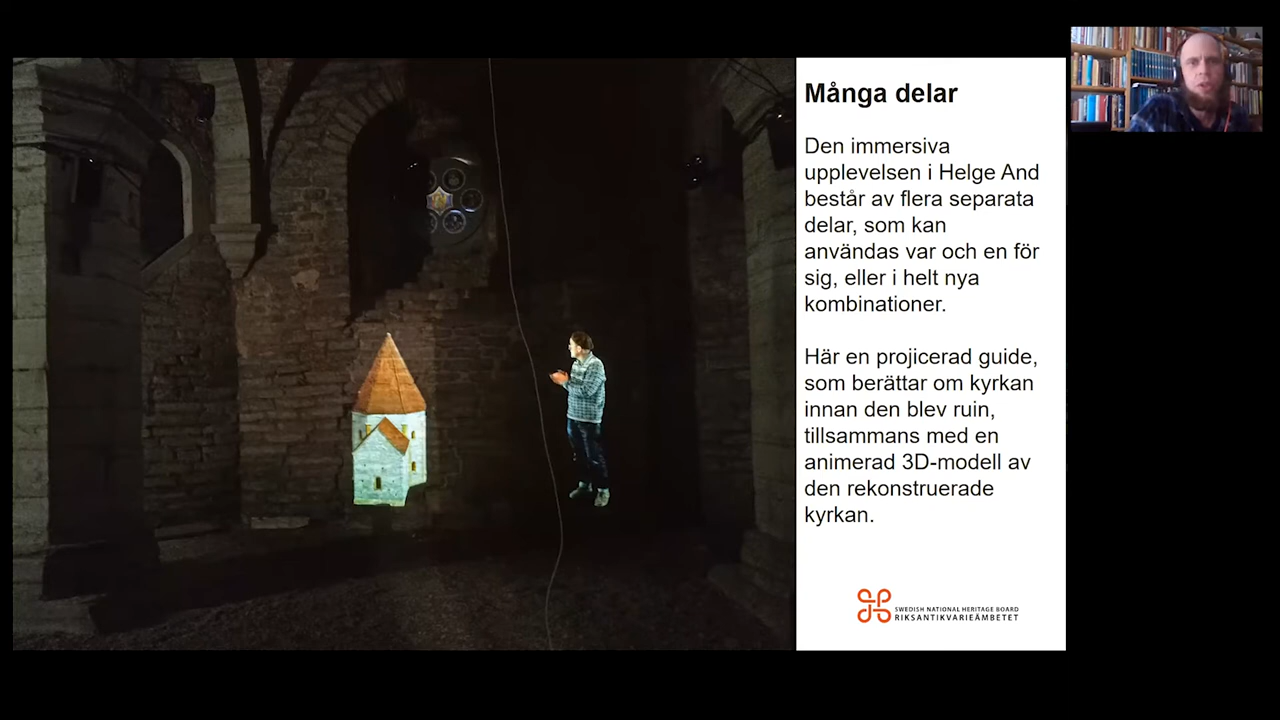 Många delar
Den immersiva
upplevelsen i Helge And
består av flera separata
delar, som kan
användas var och en för
sig, eller i helt nya
kombinationer.
Här en projicerad guide,
som berättar om kyrkan
innan den blev ruin,
tillsammans med en
animerad 3D-modell av
den rekonstruerade
kyrkan.
SWEDISH NATIONAL HERITAGE BOARD
RIKSANTIKVARIEÄMBETET